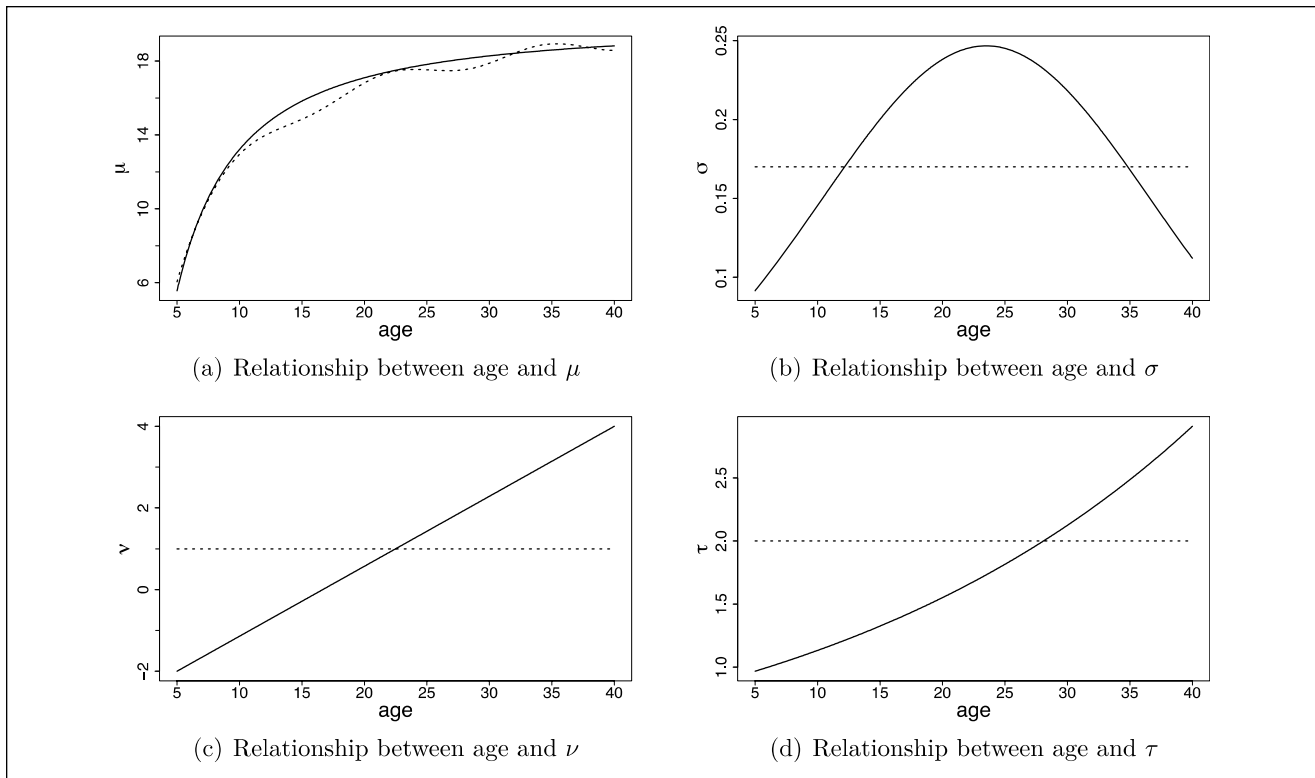 μ
6 10 14 18
5 10 15 20 25 30 35 40
age
(a) Relationship between age and μ
σ
0.1 0.15 0.2 0.25
5 10 15 20 25 30 35 40
age
(b) Relationship between age and σ
ν
−2 0 2 4
5 10 15 20 25 30 35 40
age
(c) Relationship between age and ν
τ
1.0 1.5 2.0 2.5
5 10 15 20 25 30 35 40
age
(d) Relationship between age and τ